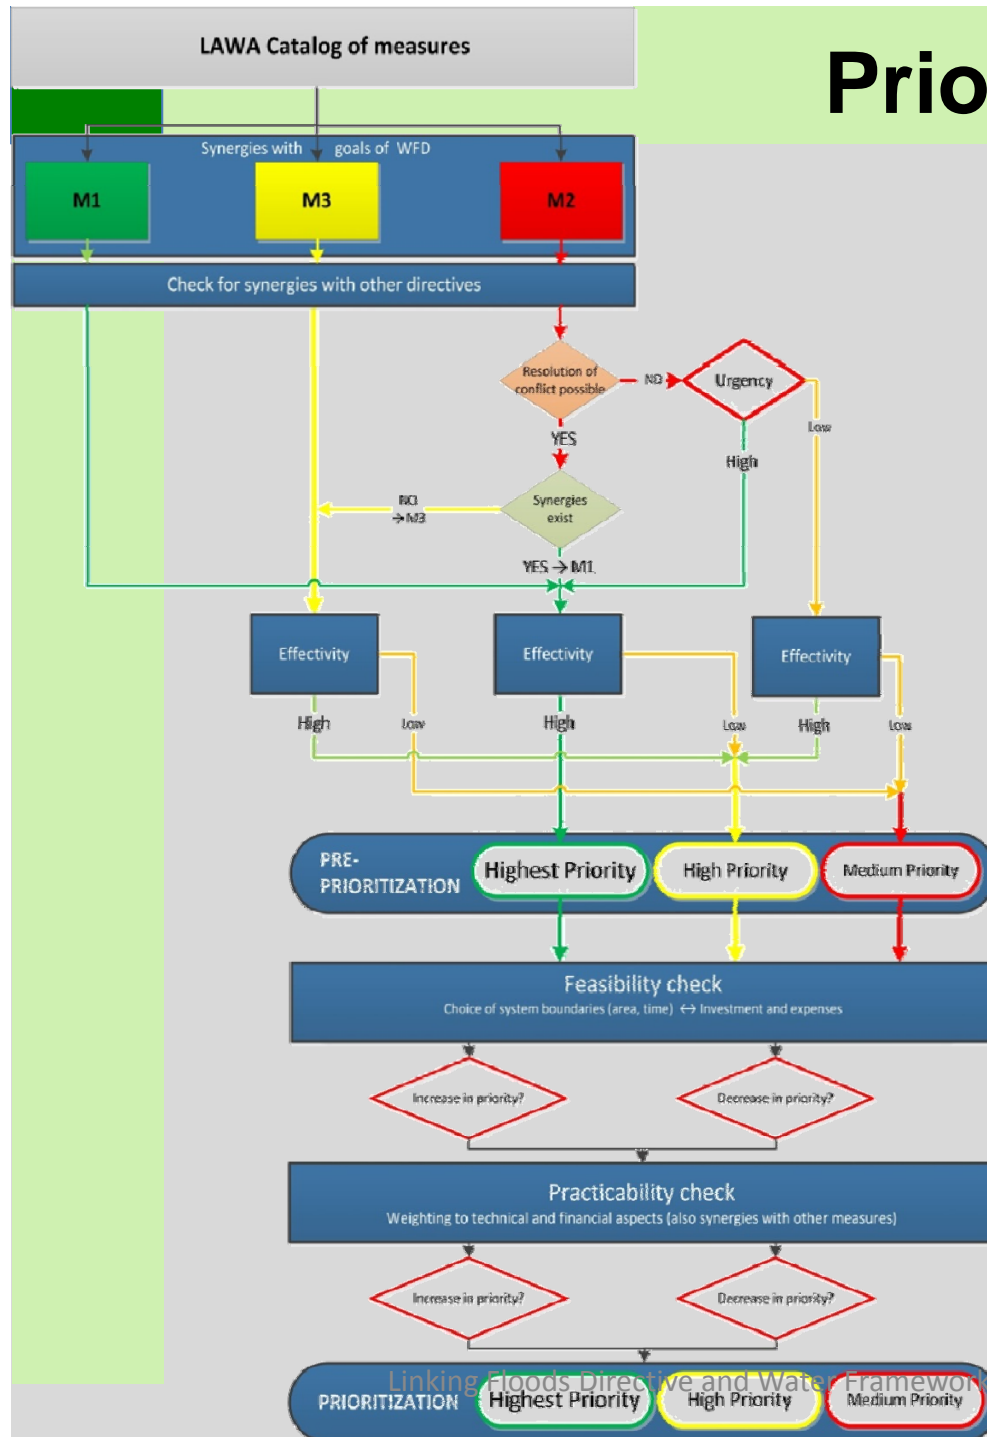 LAWA Catalog of measures
Prio
Synergies with goals of WFD
M1
M3
M2
Check for synergies with other directives
Resolution of
conflict possible
NO
Urgency
Low
YES
High
NO
→M3
Synergies
exist
YES → M1
Effectivity
Effectivity
Effectivity
High
Low
High
Low
High
Low
PRE-
PRIORITIZATION
Highest Priority
High Priority
Medium Priority
Feasibility check
Choice of system boundaries (area, time) ↔ Investment and expenses
Increase in priority?
Decrease in priority?
Practicability check
Weighting to technical and financial aspects (also synergies with other measures)
Increase in priority?
Decrease in priority?
Linking Floods Directive and Water Framework
PRIORITIZATION
Highest Priority
High Priority
Medium Priority